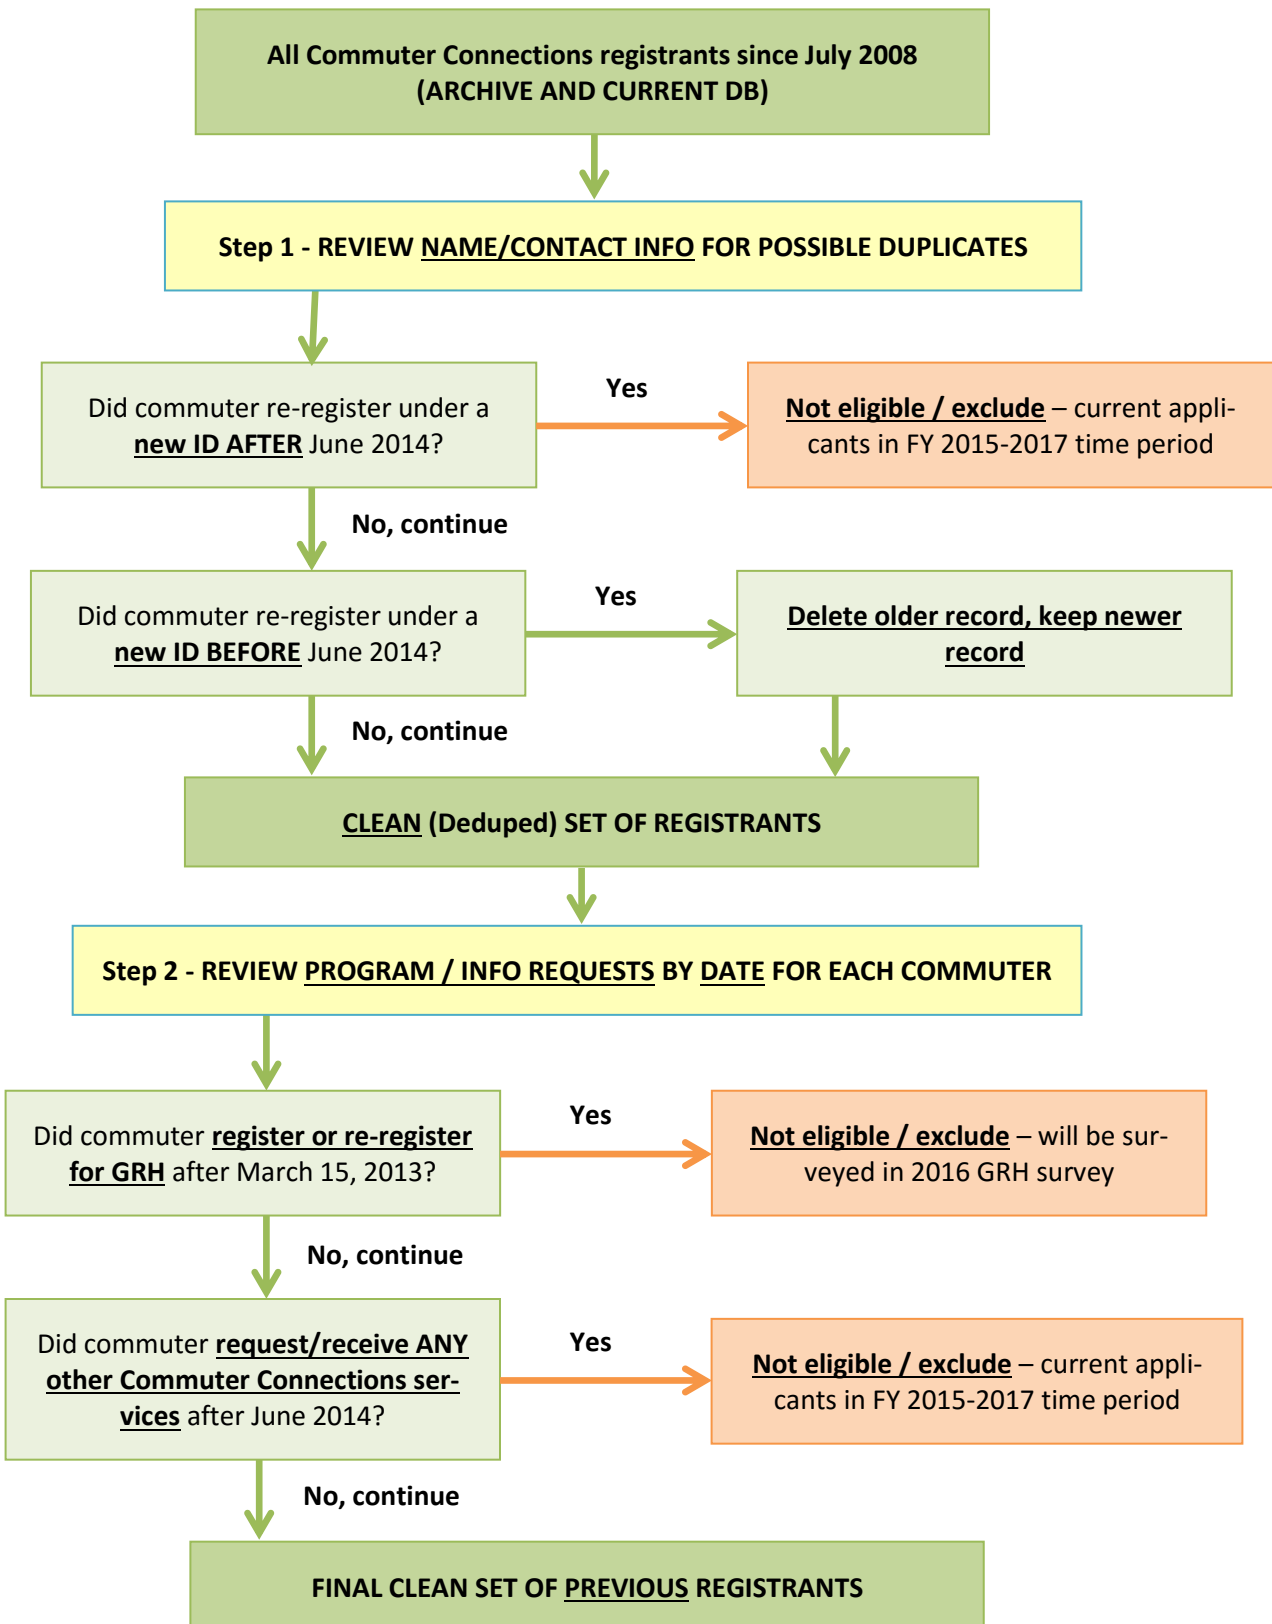 All Commuter Connections registrants since July 2008
(ARCHIVE AND CURRENT DB)
Step 1 - REVIEW NAME/CONTACT INFO FOR POSSIBLE DUPLICATES
Did commuter re-register under a
new ID AFTER June 2014?
Yes
Not eligible / exclude – current appli-
cants in FY 2015-2017 time period
No, continue
Did commuter re-register under a
new ID BEFORE June 2014?
Yes
Delete older record, keep newer
record
No, continue
CLEAN (Deduped) SET OF REGISTRANTS
Step 2 - REVIEW PROGRAM / INFO REQUESTS BY DATE FOR EACH COMMUTER
Did commuter register or re-register
for GRH after March 15, 2013?
Yes
Not eligible / exclude – will be sur-
veyed in 2016 GRH survey
No, continue
Did commuter request/receive ANY
other Commuter Connections ser-
vices after June 2014?
Yes
Not eligible / exclude – current appli-
cants in FY 2015-2017 time period
No, continue
FINAL CLEAN SET OF PREVIOUS REGISTRANTS